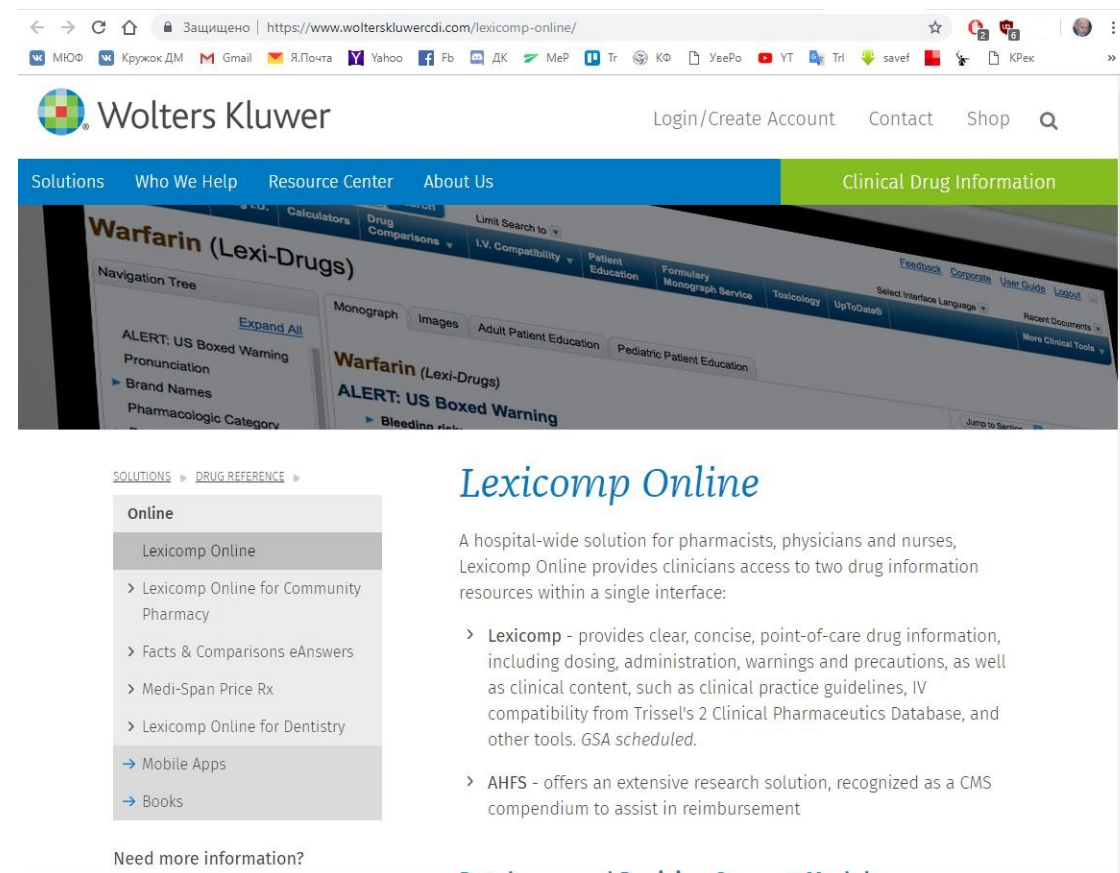 Защищено | https://www.wolterskluwercdi.com/lexicomp-online/
2 6
МЮФ Кружок ДМ Gmail Я.Почта Yahoo Fb ДК МеР Tr КФ УвеРо YT Trl savef КРек »
Wolters Kluwer
Login/Create Account Contact Shop
Solutions Who We Help Resource Center About Us Clinical Drug Information
Calculators Drug Comparisons I.V. Compatibility Patient Education Formulary Monograph Service Toxicology UpToDate®
Limit Search to
Feedback Corporate User Guide Logout
Select Interface Language
Recent Documents
More Clinical Tools
Warfarin (Lexi-Drugs)
Navigation Tree
Expand All
ALERT: US Boxed Warning
Pronunciation
Brand Names
Pharmacologic Category
Monograph Images Adult Patient Education Pediatric Patient Education
Warfarin (Lexi-Drugs)
ALERT: US Boxed Warning
Bleeding risk
Jump to Section
SOLUTIONS DRUG REFERENCE
Online
Lexicomp Online
Lexicomp Online for Community
Pharmacy
Facts & Comparisons eAnswers
Medi-Span Price Rx
Lexicomp Online for Dentistry
Mobile Apps
Books
Need more information?
Lexicomp Online
A hospital-wide solution for pharmacists, physicians and nurses,
Lexicomp Online provides clinicians access to two drug information
resources within a single interface:
Lexicomp - provides clear, concise, point-of-care drug information,
including dosing, administration, warnings and precautions, as well
as clinical content, such as clinical practice guidelines, IV
compatibility from Trissel's 2 Clinical Pharmaceutics Database, and
other tools. GSA scheduled.
AHFS - offers an extensive research solution, recognized as a CMS
compendium to assist in reimbursement